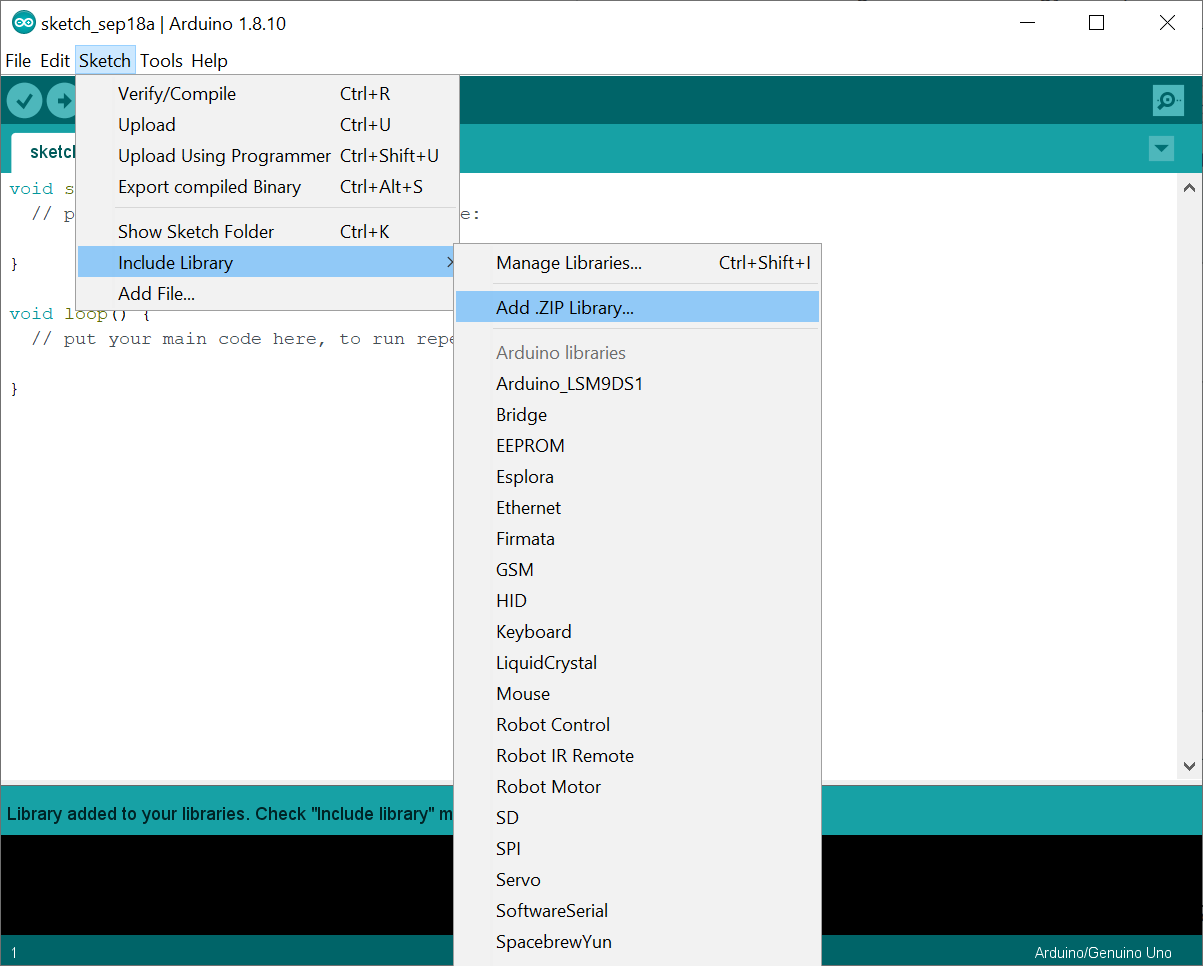 sketch_sep18a | Arduino 1.8.10
File Edit Sketch Tools Help
Verify/Compile Ctrl+R
Upload Ctrl+U
Upload Using Programmer Ctrl+Shift+U
Export compiled Binary Ctrl+Alt+S
Show Sketch Folder Ctrl+K
Include Library
Add File...
Manage Libraries... Ctrl+Shift+I
Add .ZIP Library...
Arduino libraries
Arduino_LSM9DS1
Bridge
EEPROM
Esplora
Ethernet
Firmata
GSM
HID
Keyboard
LiquidCrystal
Mouse
Robot Control
Robot IR Remote
Robot Motor
SD
SPI
Servo
SoftwareSerial
SpacebrewYun
void s
// p e:
}
void loop() {
// put your main code here, to run repe
}
Library added to your libraries. Check "Include library" m
1 Arduino/Genuino Uno